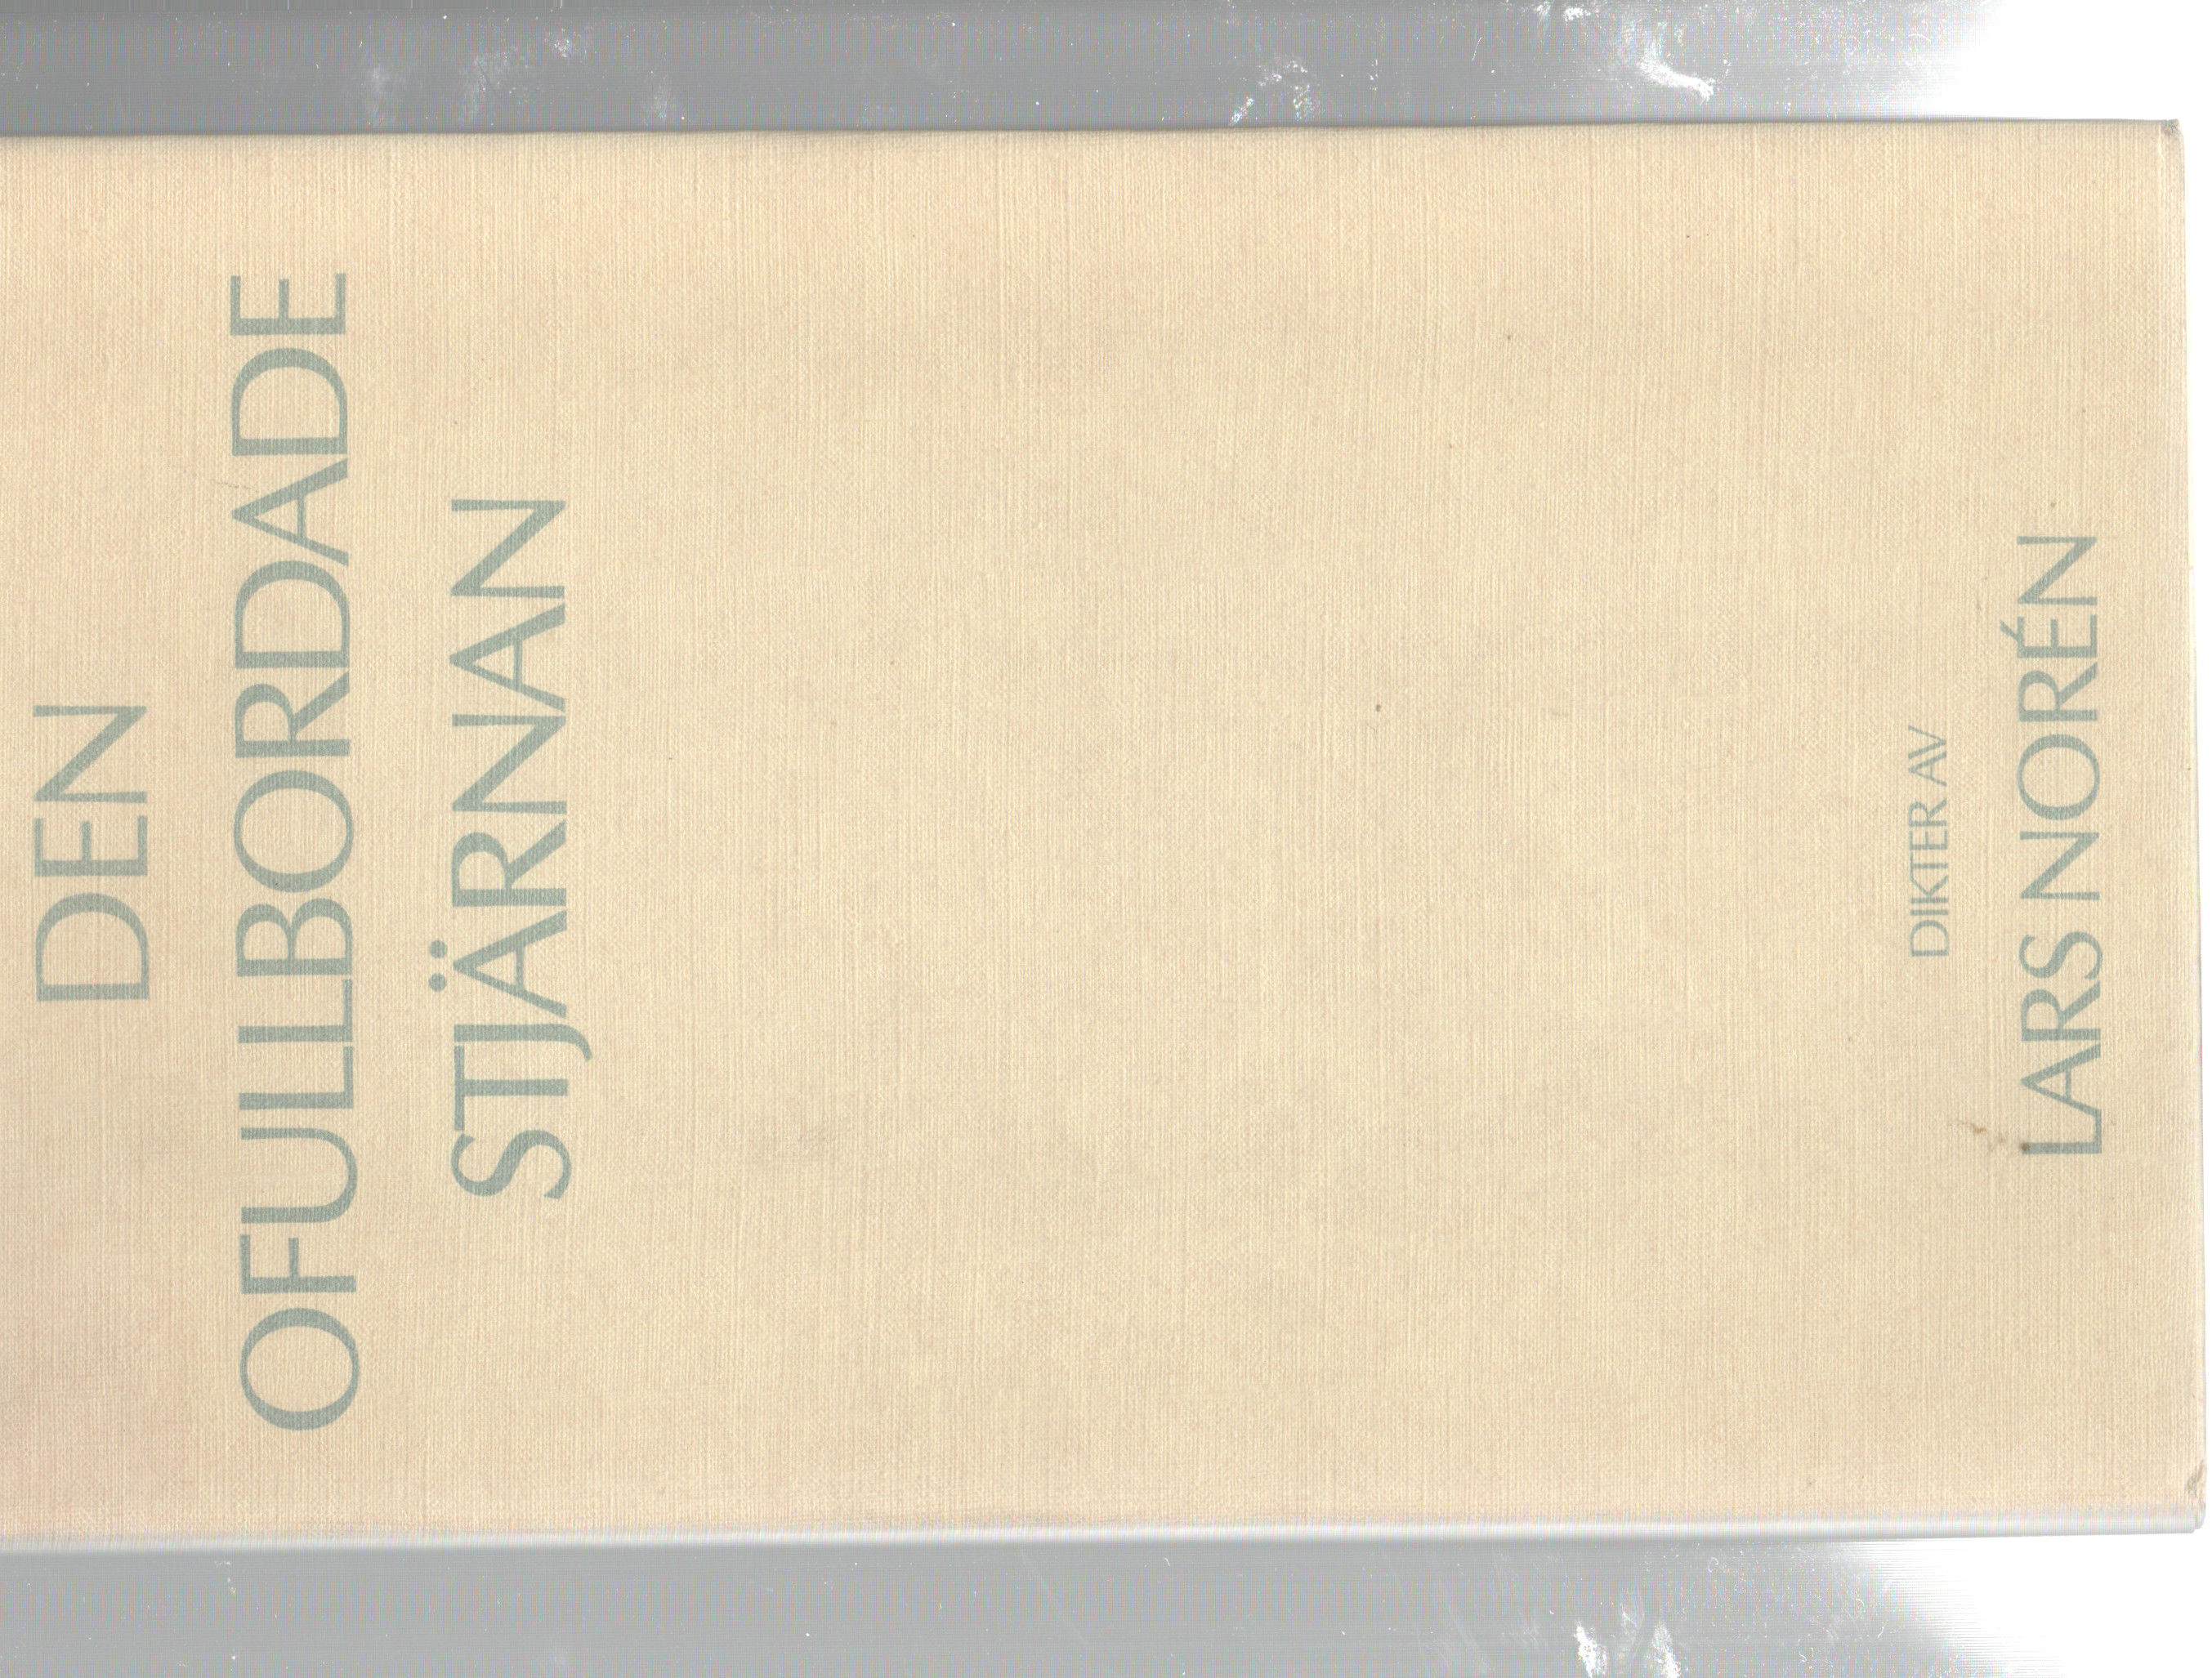 DEN
OFULLBORDADE
STJÄRNAN
DIKTER AV
LARS NORÉN